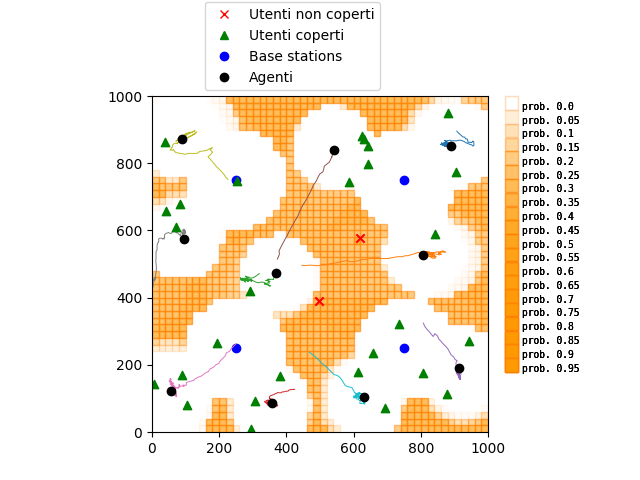 Utenti non coperti
Utenti coperti
Base stations
Agenti
1000
800
600
400
200
0
0
200
400
600
800
1000
prob. 0.0
prob. 0.05
prob. 0.1
prob. 0.15
prob. 0.2
prob. 0.25
prob. 0.3
prob. 0.35
prob. 0.4
prob. 0.45
prob. 0.5
prob. 0.55
prob. 0.6
prob. 0.65
prob. 0.7
prob. 0.75
prob. 0.8
prob. 0.85
prob. 0.9
prob. 0.95